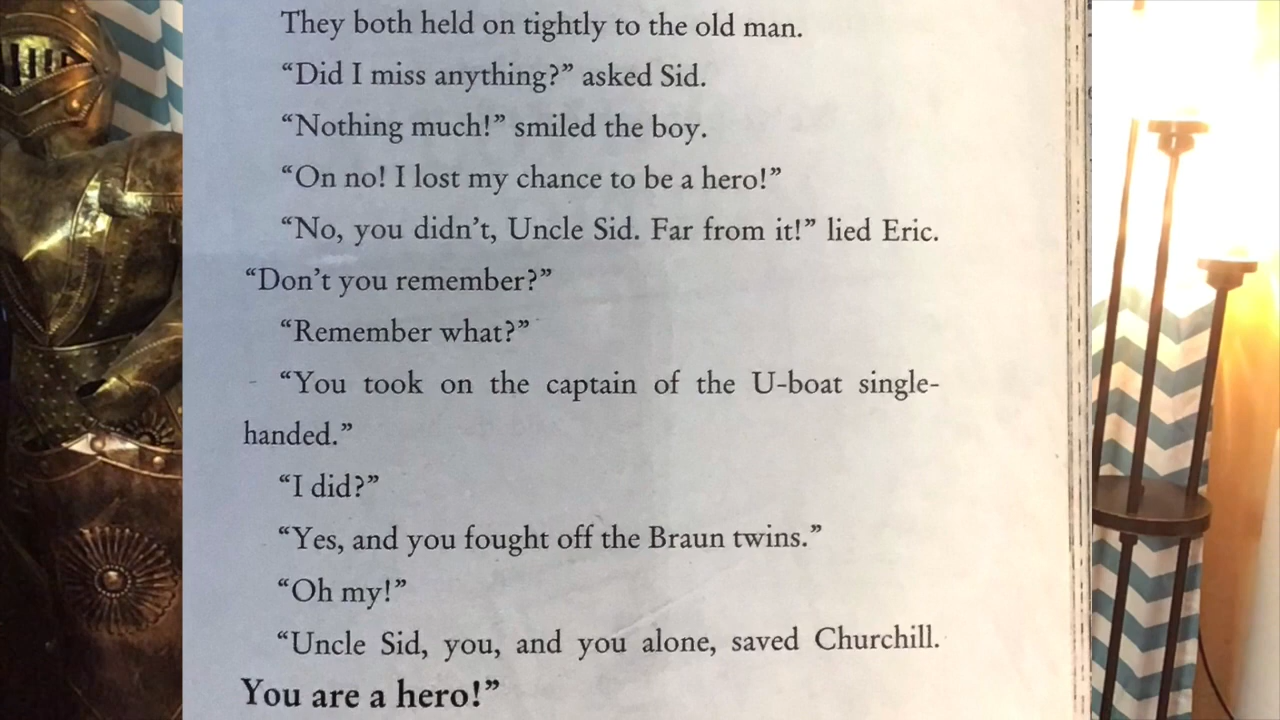 They both held on tightly to the old man.
“Did I miss anything?” asked Sid.
“Nothing much!” smiled the boy.
“On no! I lost my chance to be a hero!”
“No, you didn’t, Uncle Sid. Far from it!” lied Eric.
“Don’t you remember?”
“Remember what?”
“You took on the captain of the U-boat single-
handed.”
“I did?”
“Yes, and you fought off the Braun twins.”
“Oh my!”
“Uncle Sid, you, and you alone, saved Churchill.
You are a hero!”